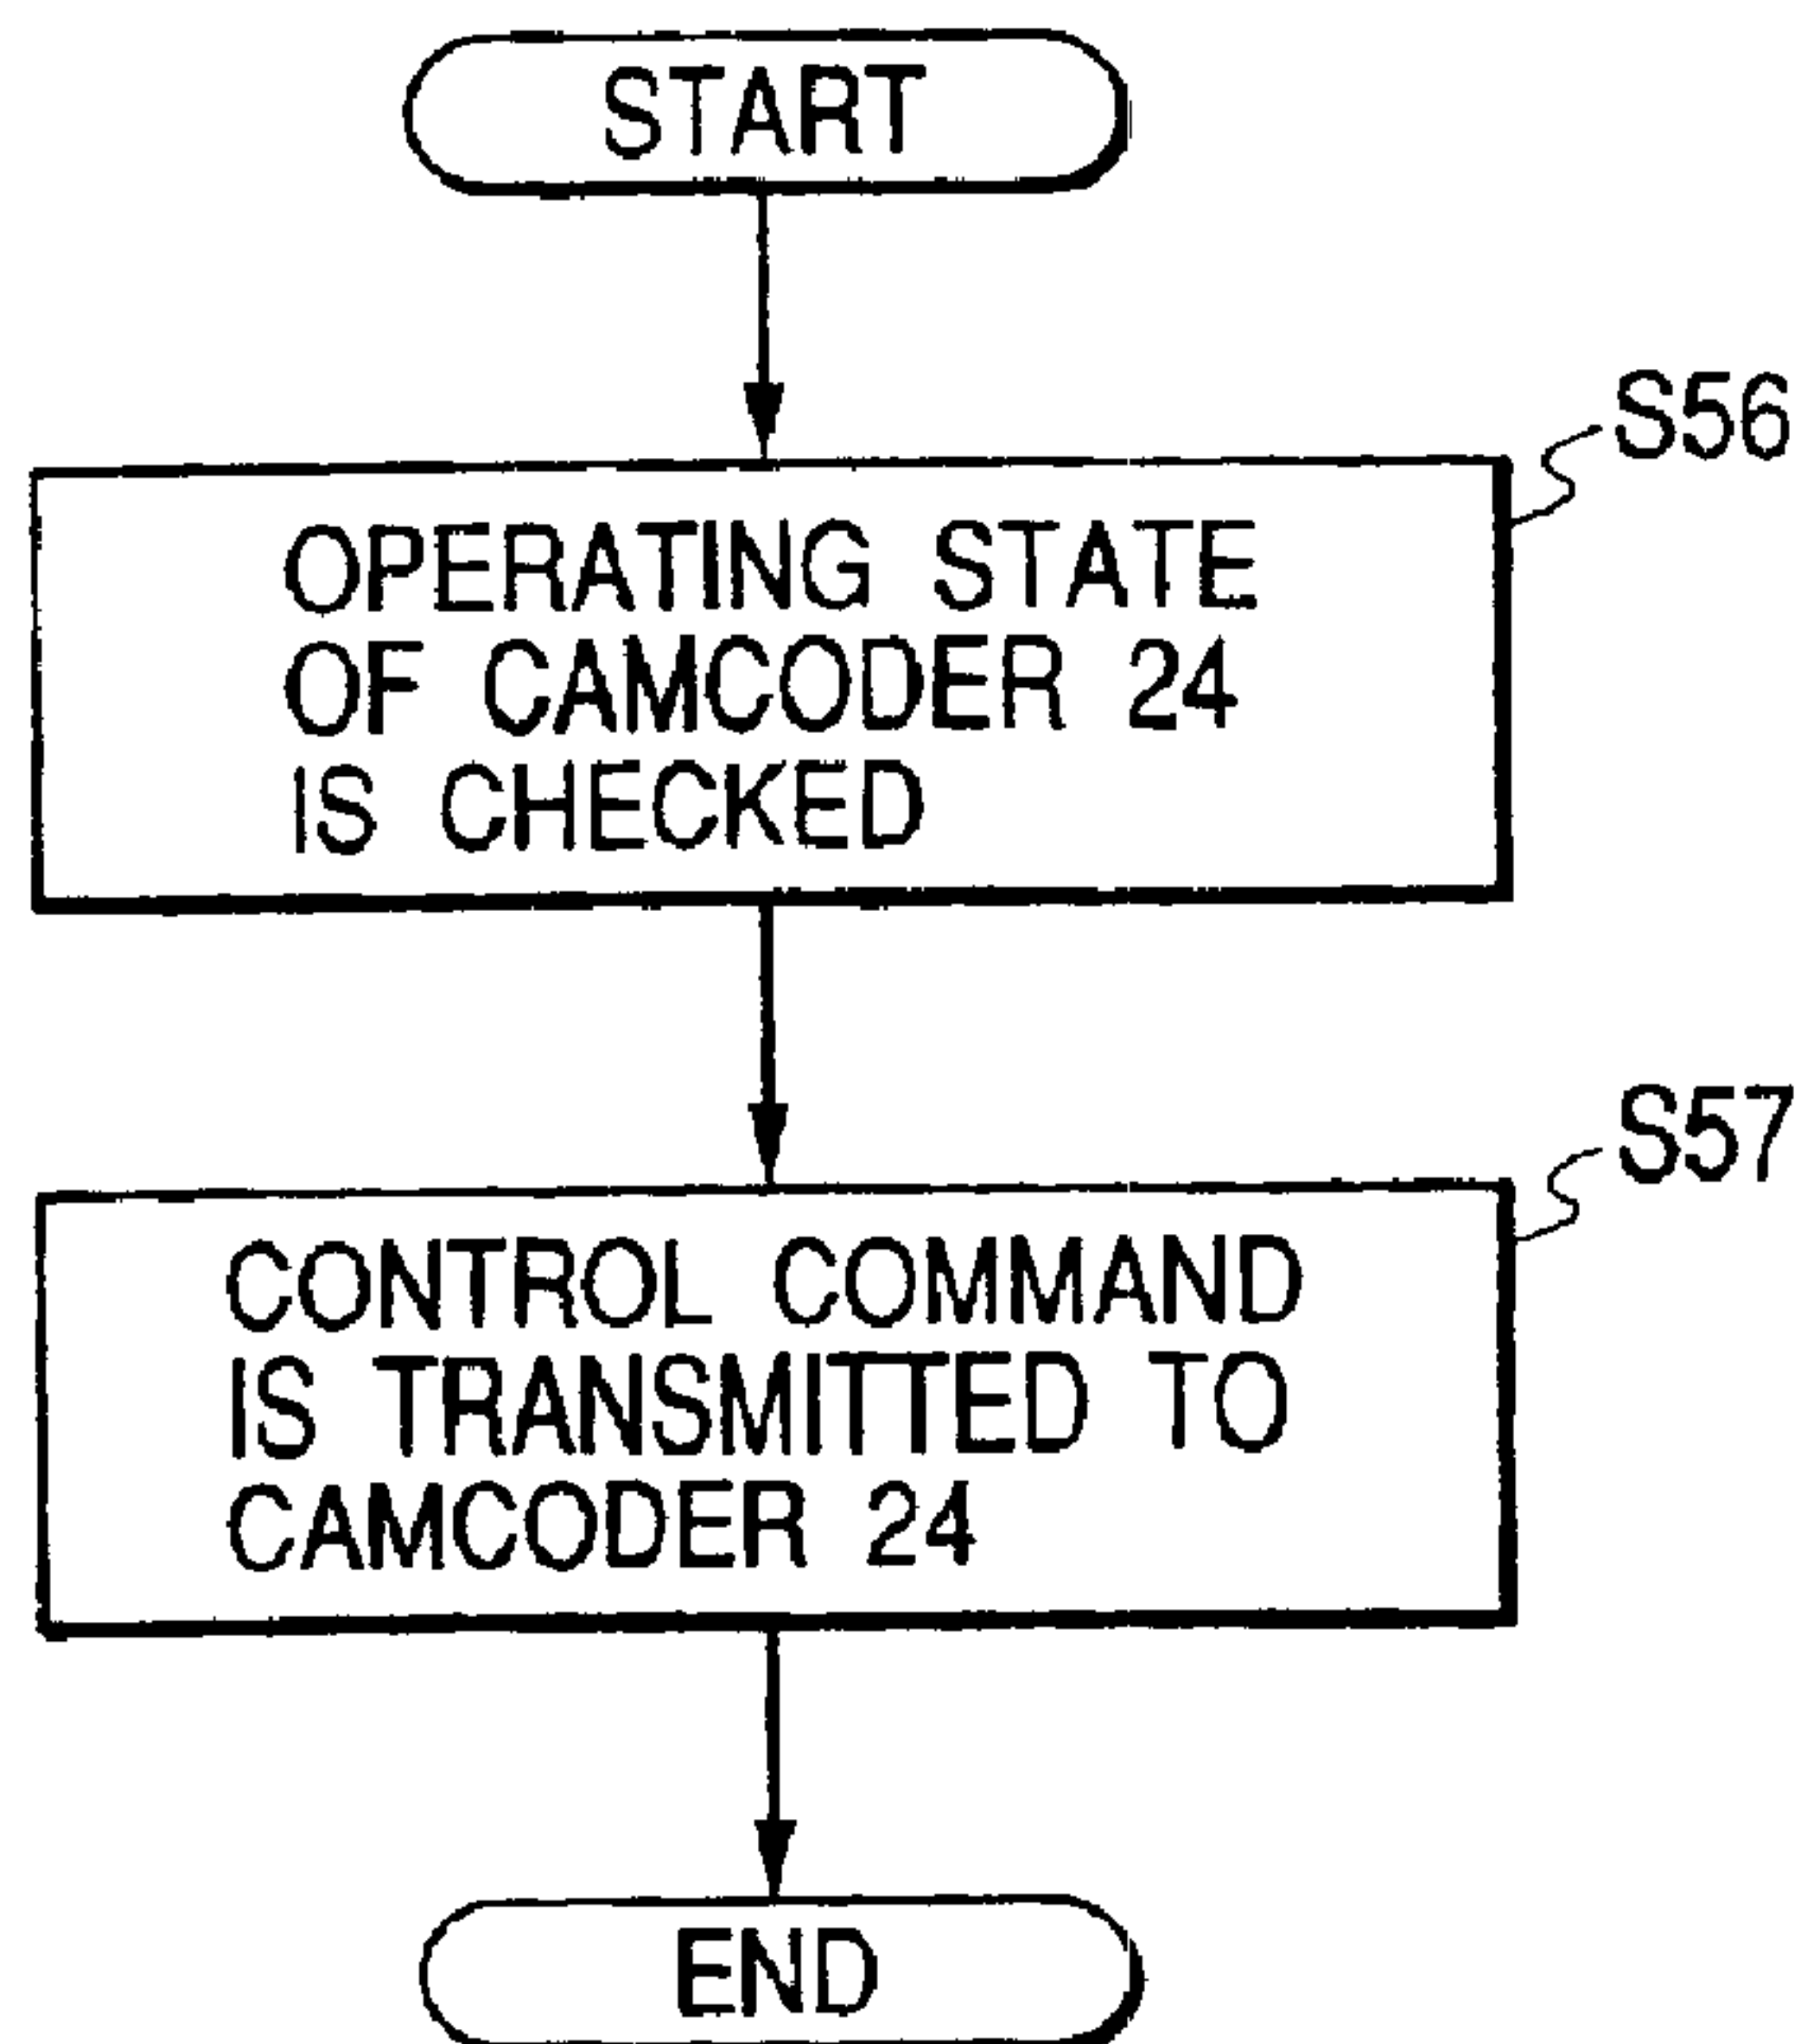 START
S56
OPERATING STATE
OF CAMCODER 24
IS CHECKED
S57
CONTROL COMMAND
IS TRANSMITTED TO
CAMCODER 24
END